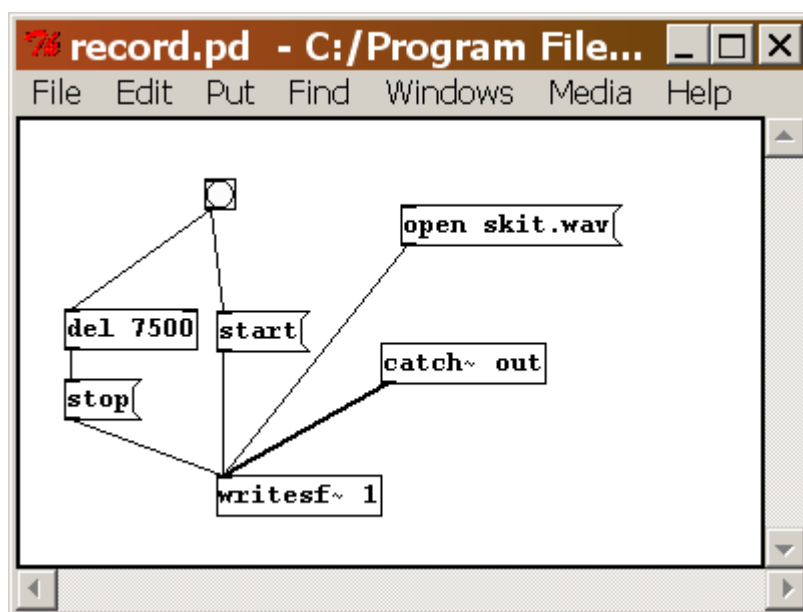 record.pd - C:/Program File...
File Edit Put Find Windows Media Help
open skit.wav
del 7500
start
catch~ out
stop
writesf~ 1